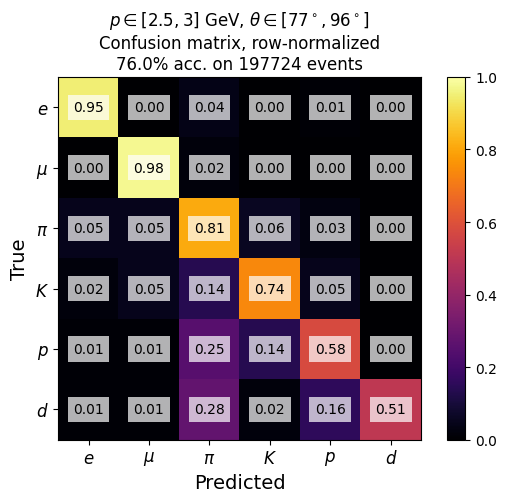 p ∈ [2.5, 3] GeV, θ ∈ [77°, 96°]
Confusion matrix, row-normalized
76.0% acc. on 197724 events
True
e 0.95 0.00 0.04 0.00 0.01 0.00
μ 0.00 0.98 0.02 0.00 0.00 0.00
π 0.05 0.05 0.81 0.06 0.03 0.00
K 0.02 0.05 0.14 0.74 0.05 0.00
p 0.01 0.01 0.25 0.14 0.58 0.00
d 0.01 0.01 0.28 0.02 0.16 0.51
e μ π K p d
Predicted
1.0
0.8
0.6
0.4
0.2
0.0